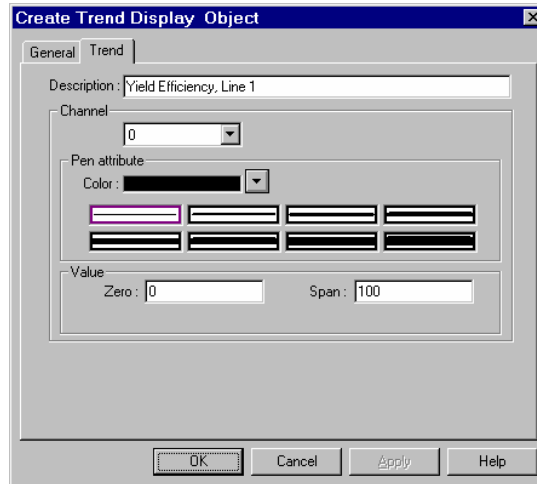 Create Trend Display Object
General Trend
Description : Yield Efficiency, Line 1
Channel
0
Pen attribute
Color :
Value
Zero : 0 Span : 100
OK Cancel Apply Help